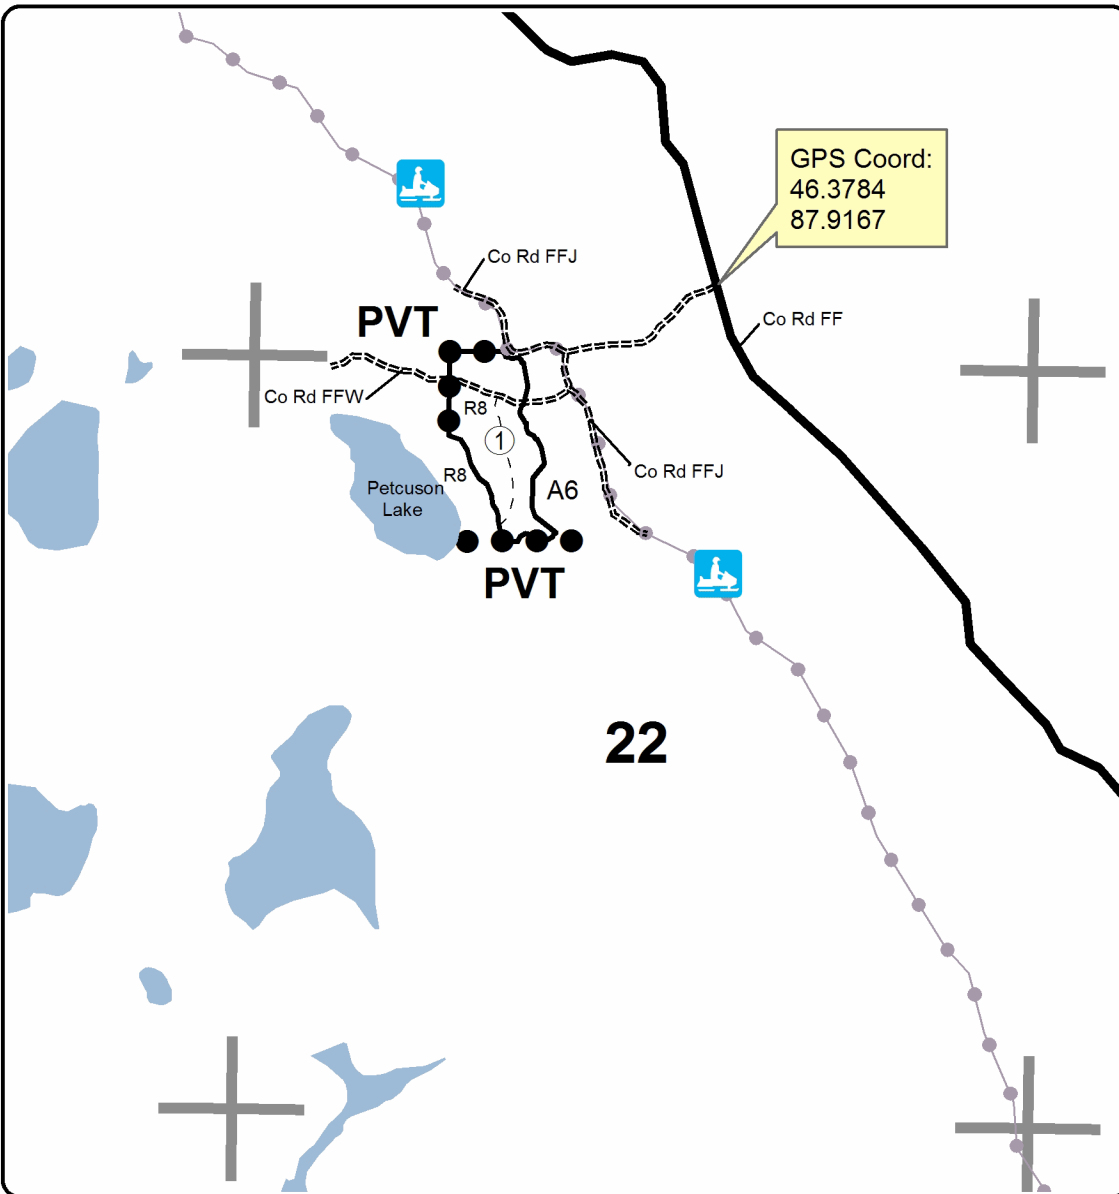 GPS Coord:
46.3784
87.9167
Co Rd FFJ
PVT
Co Rd FF
Co Rd FFW
R8
1
R8
Co Rd FFJ
Petcuson
Lake
A6
PVT
22